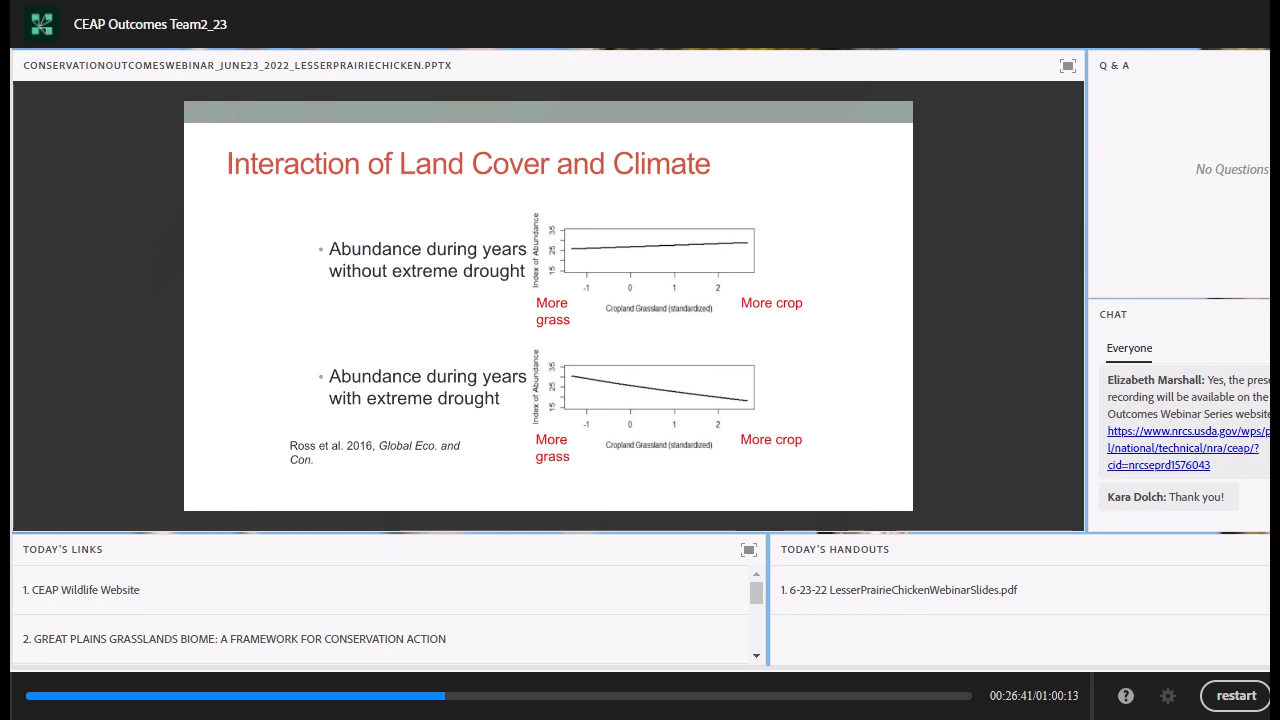 CEAP Outcomes Team2_23
CONSERVATIONOUTCOMESWEBINAR_JUNE23_2022_LESSERPRAIRIECHICKEN.PPTX
Interaction of Land Cover and Climate
• Abundance during years
without extreme drought
Index of Abundance
35
25
15
-1 0 1 2
Cropland:Grassland (standardized)
More
grass
More crop
• Abundance during years
with extreme drought
Index of Abundance
35
25
15
-1 0 1 2
Cropland:Grassland (standardized)
More
grass
More crop
Ross et al. 2016, Global Eco. and
Con.
Q & A
No Questions
CHAT
Everyone
Elizabeth Marshall: Yes, the prese
recording will be available on the
Outcomes Webinar Series website
https://www.nrcs.usda.gov/wps/p
l/national/technical/nra/ceap/?
cid=nrcseprd1576043
Kara Dolch: Thank you!
TODAY'S LINKS
1. CEAP Wildlife Website
2. GREAT PLAINS GRASSLANDS BIOME: A FRAMEWORK FOR CONSERVATION ACTION
TODAY'S HANDOUTS
1. 6-23-22 LesserPrairieChickenWebinarSlides.pdf
00:26:41/01:00:13
?
restart